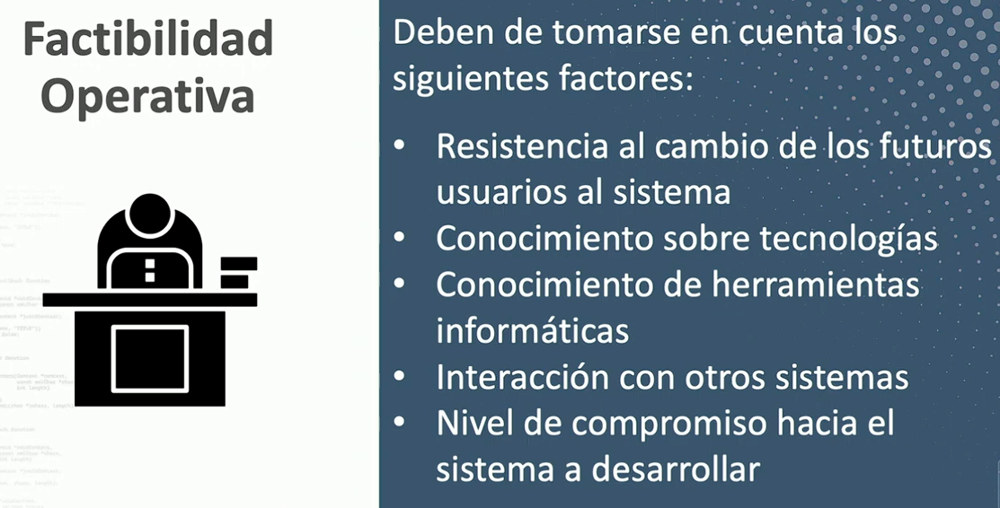 Factibilidad
Operativa
Deben de tomarse en cuenta los
siguientes factores:
• Resistencia al cambio de los futuros
usuarios al sistema
• Conocimiento sobre tecnologías
• Conocimiento de herramientas
informáticas
• Interacción con otros sistemas
• Nivel de compromiso hacia el
sistema a desarrollar